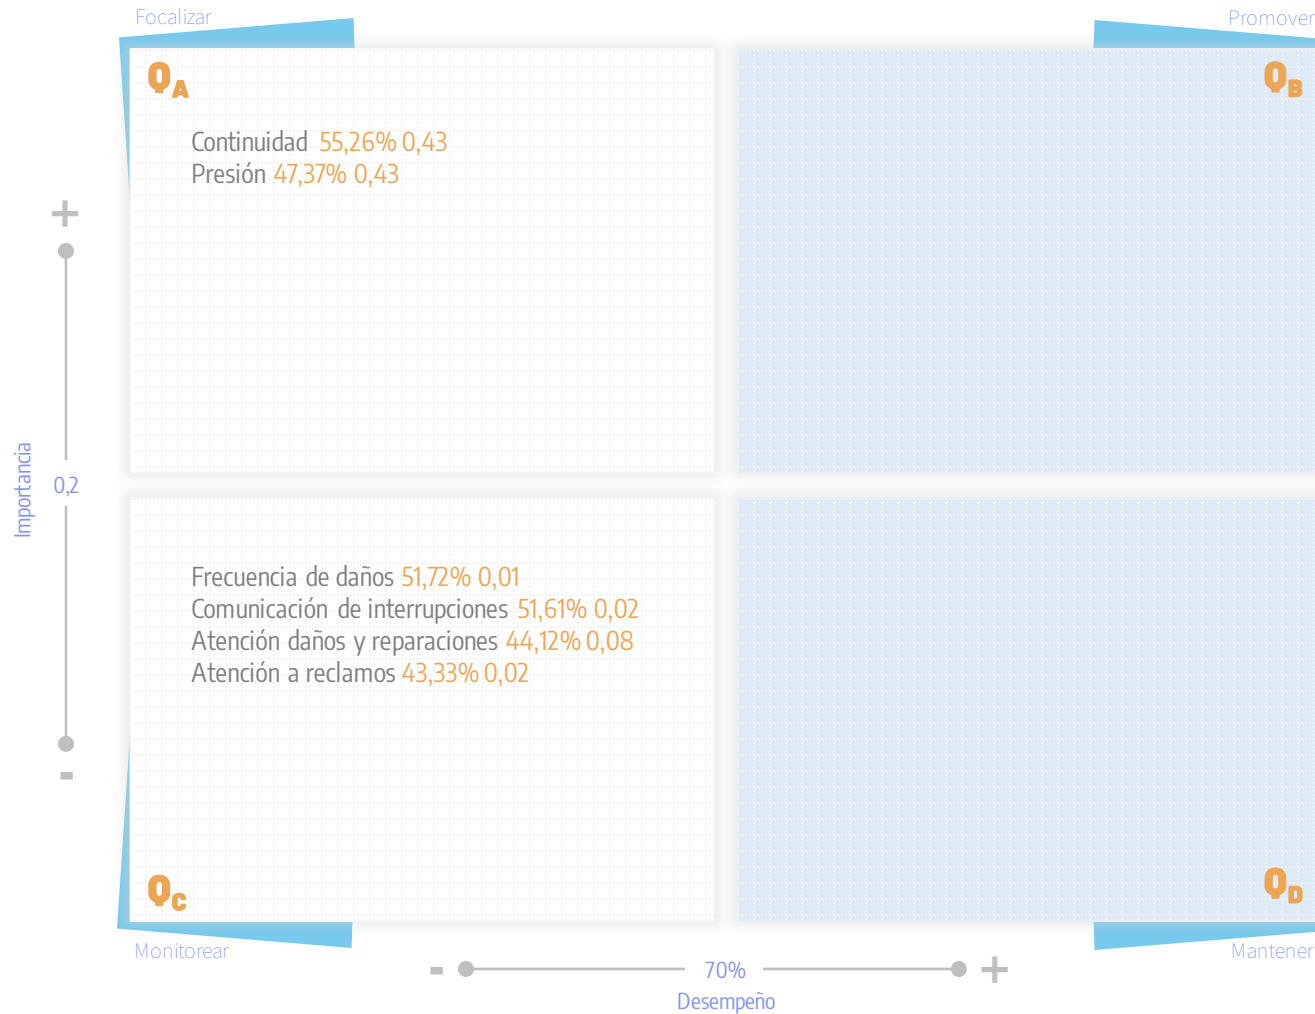 Focalizar
Promover
QA
QB
Continuidad 55,26% 0,43
Presión 47,37% 0,43
+
Importancia
0,2
Frecuencia de daños 51,72% 0,01
Comunicación de interrupciones 51,61% 0,02
Atención daños y reparaciones 44,12% 0,08
Atención a reclamos 43,33% 0,02
-
QC
QD
Monitorear
Mantener
- 70% +
Desempeño